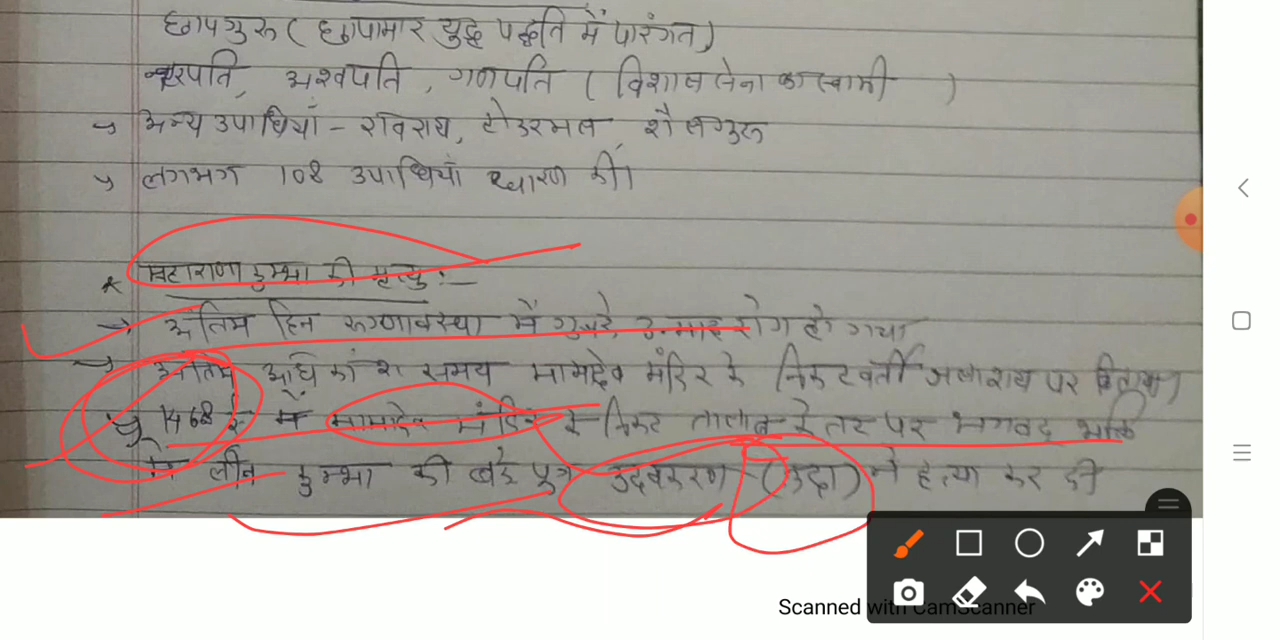 छापगुरु ( छापामार युद्ध पद्धति में पारंगत )
नरपति, अश्वपति, गणपति ( विशाल सेना का स्वामी )
→ अन्य उपाधियाँ - रविराय, टोडरमल, शैलगुरु
→ लगभग 108 उपाधियाँ धारण की।
* महाराणा कुम्भा की मृत्यु :-
→ अंतिम दिन रुग्णावस्था में गुजरे, उन्माद रोग हो गया
→ अंतिम अधिकांश समय मामादेव मंदिर के निकटवर्ती जलाशय पर बिताया
→ 1468 ई में मामादेव मंदिर के निकट तालाब के तट पर भगवद भक्ति
में लीन कुम्भा की बड़े पुत्र उदयकरण - (ऊदा) ने हत्या कर दी
Scanned with CamScanner